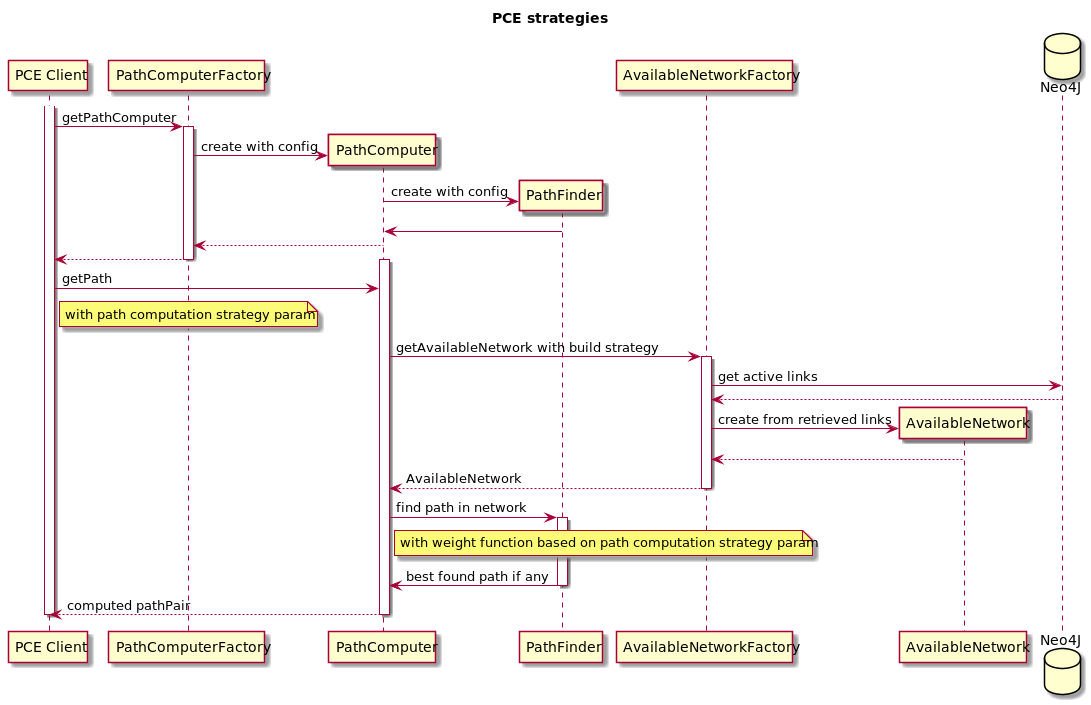 PCE strategies
PCE Client
PathComputerFactory
AvailableNetworkFactory
Neo4J
getPathComputer
create with config
PathComputer
create with config
PathFinder
getPath
with path computation strategy param
getAvailableNetwork with build strategy
get active links
create from retrieved links
AvailableNetwork
AvailableNetwork
find path in network
with weight function based on path computation strategy param
best found path if any
computed pathPair
PCE Client
PathComputerFactory
PathComputer
PathFinder
AvailableNetworkFactory
AvailableNetwork
Neo4J